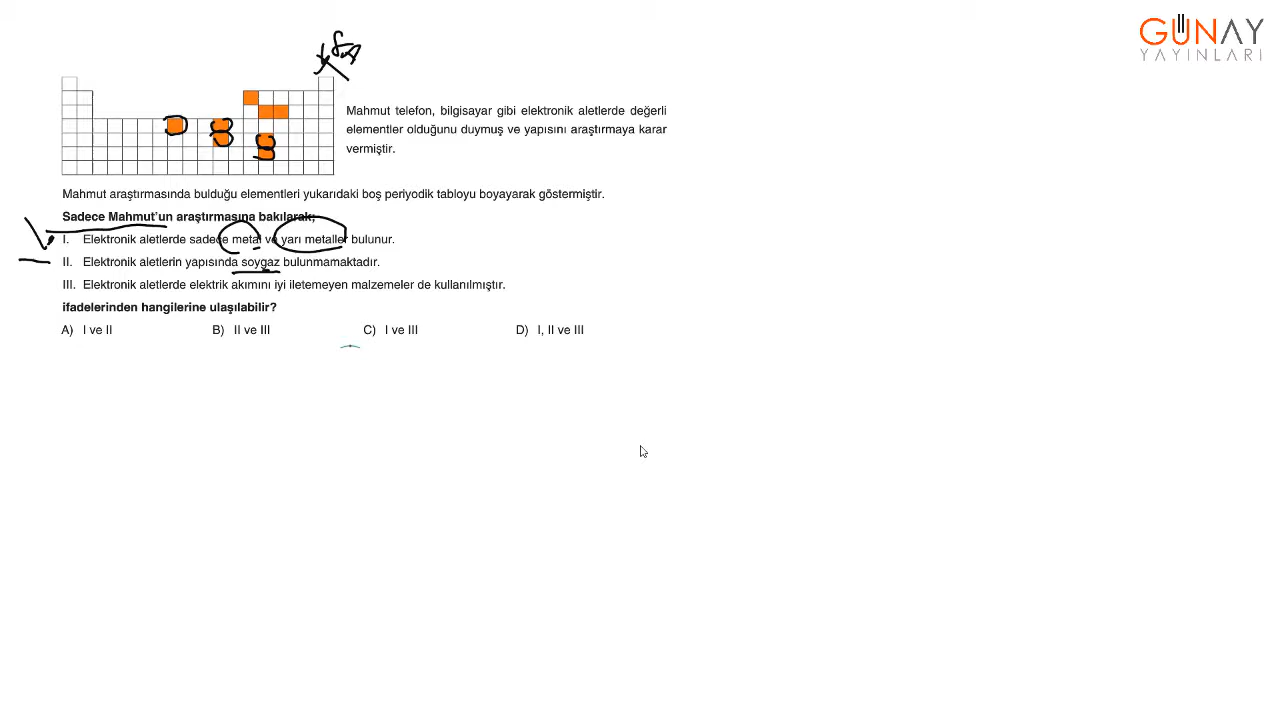 GÜNAY
YAYINLARI
Mahmut telefon, bilgisayar gibi elektronik aletlerde değerli
elementler olduğunu duymuş ve yapısını araştırmaya karar
vermiştir.
Mahmut araştırmasında bulduğu elementleri yukarıdaki boş periyodik tabloyu boyayarak göstermiştir.
Sadece Mahmut'un araştırmasına bakılarak;
I. Elektronik aletlerde sadece metal ve yarı metaller bulunur.
II. Elektronik aletlerin yapısında soygaz bulunmamaktadır.
III. Elektronik aletlerde elektrik akımını iyi iletemeyen malzemeler de kullanılmıştır.
ifadelerinden hangilerine ulaşılabilir?
A) I ve II B) II ve III C) I ve III D) I, II ve III